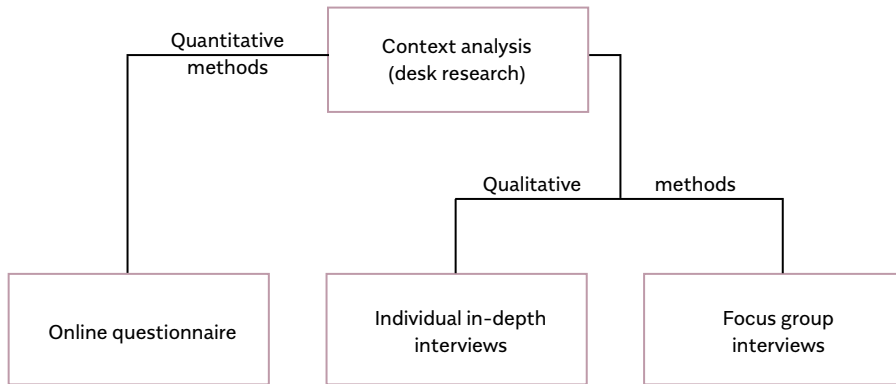 Quantitative
methods
Context analysis
(desk research)
Qualitative methods
Online questionnaire
Individual in-depth
interviews
Focus group
interviews